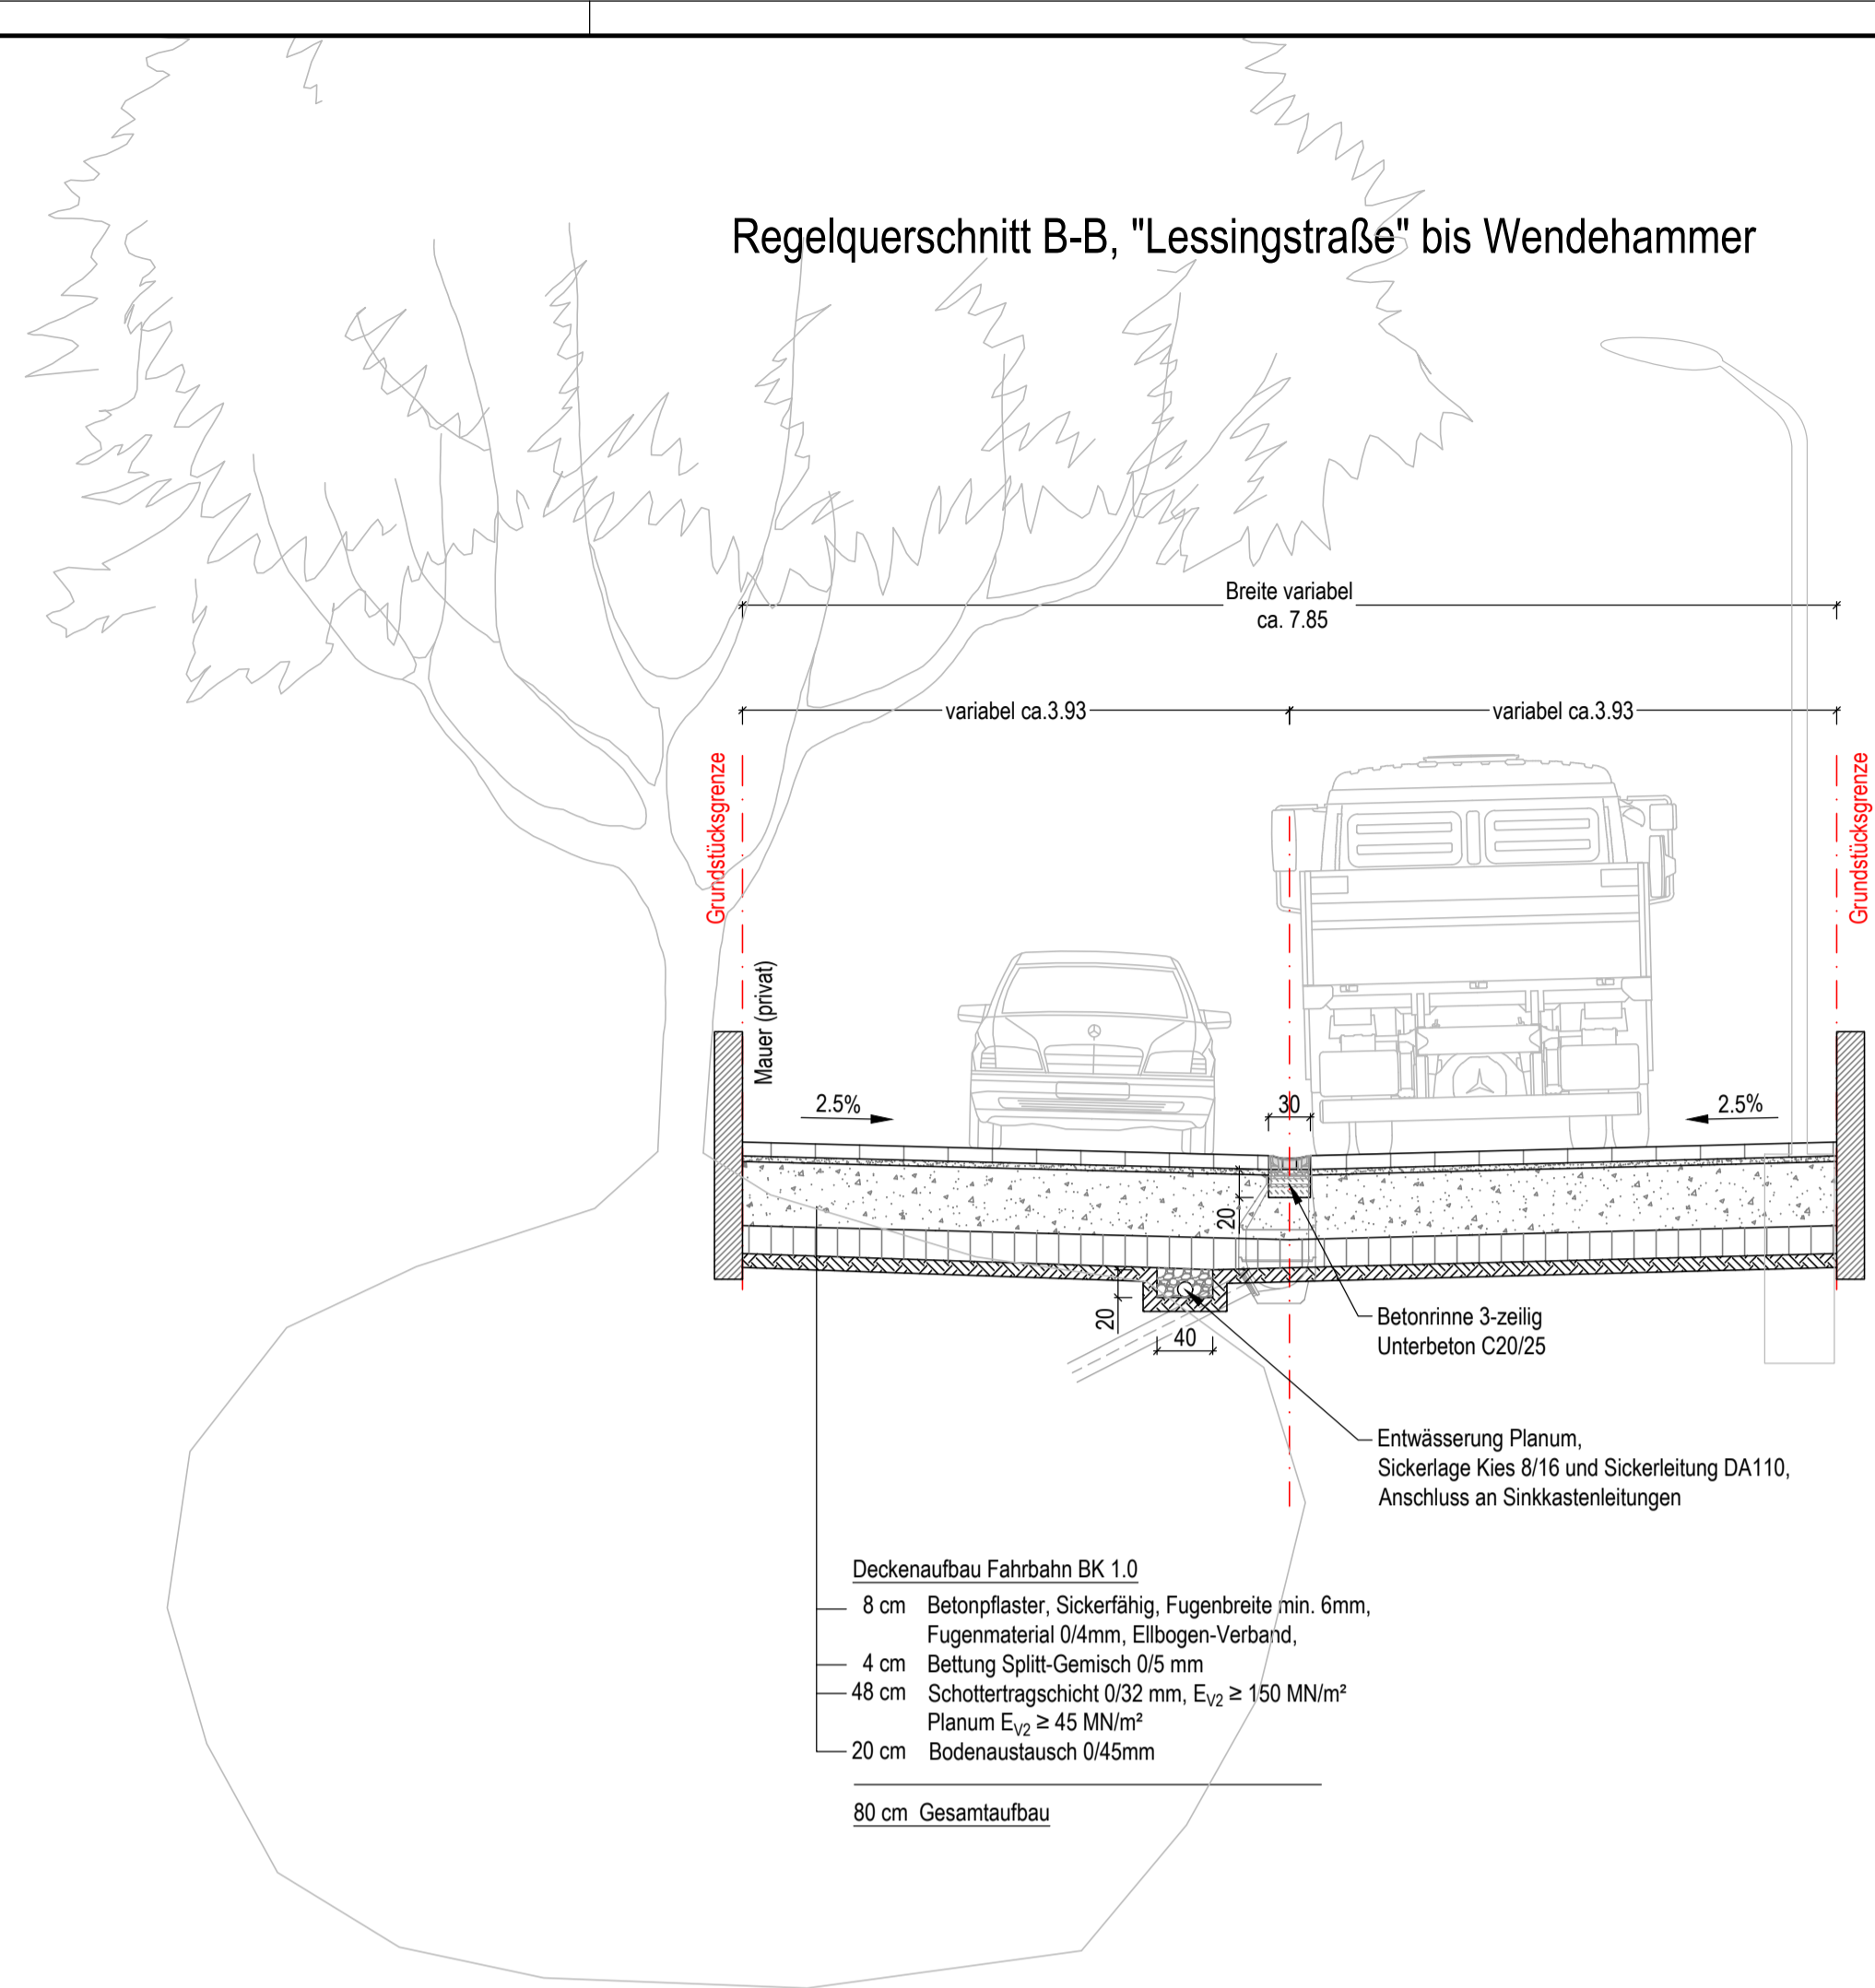 Regelquerschnitt B-B, "Lessingstraße" bis Wendehammer
Breite variabel
ca. 7.85
variabel ca.3.93
variabel ca.3.93
Grundstücksgrenze
Grundstücksgrenze
Mauer (privat)
2.5%
30
2.5%
20
20
40
Betonrinne 3-zeilig
Unterbeton C20/25
Entwässerung Planum,
Sickerlage Kies 8/16 und Sickerleitung DA110,
Anschluss an Sinkkastenleitungen
Deckenaufbau Fahrbahn BK 1.0
8 cm Betonpflaster, Sickerfähig, Fugenbreite min. 6mm,
Fugenmaterial 0/4mm, Ellbogen-Verband,
4 cm Bettung Splitt-Gemisch 0/5 mm
48 cm Schottertragschicht 0/32 mm, EV2 ≥ 150 MN/m²
Planum EV2 ≥ 45 MN/m²
20 cm Bodenaustausch 0/45mm
80 cm Gesamtaufbau